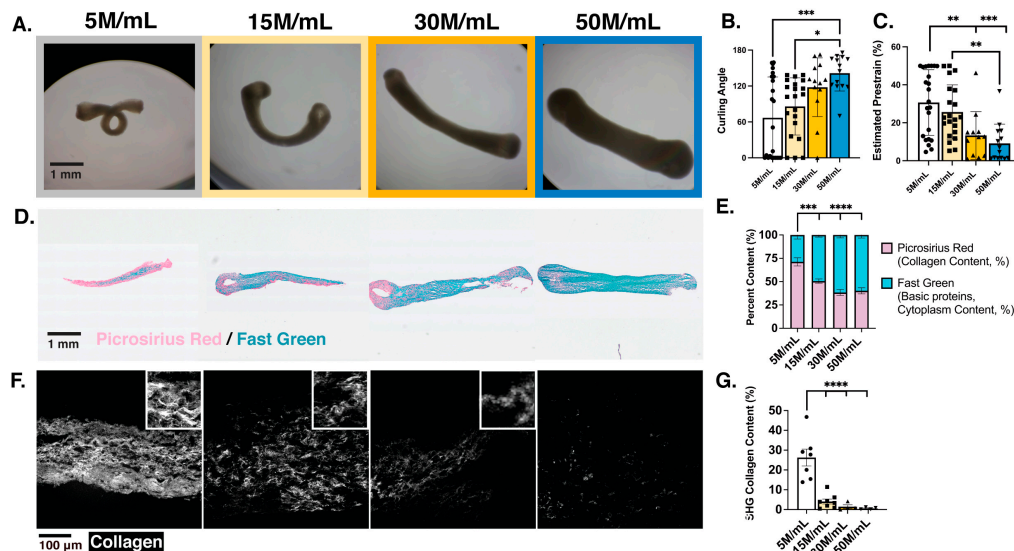 A.
5M/mL
15M/mL
30M/mL
50M/mL
1 mm
B.
***
*
Curling Angle
180
120
60
0
5M/mL
15M/mL
30M/mL
50M/mL
C.
** ***
**
Estimated Prestrain (%)
60
40
20
0
5M/mL
15M/mL
30M/mL
50M/mL
D.
1 mm
Picrosirius Red / Fast Green
E.
*** ****
Percent Content (%)
100
75
50
25
0
5M/mL
15M/mL
30M/mL
50M/mL
Picrosirius Red
(Collagen Content, %)
Fast Green
(Basic proteins,
Cytoplasm Content, %)
F.
100 µm
Collagen
G.
****
SHG Collagen Content (%)
50
40
30
20
10
0
5M/mL
15M/mL
30M/mL
50M/mL